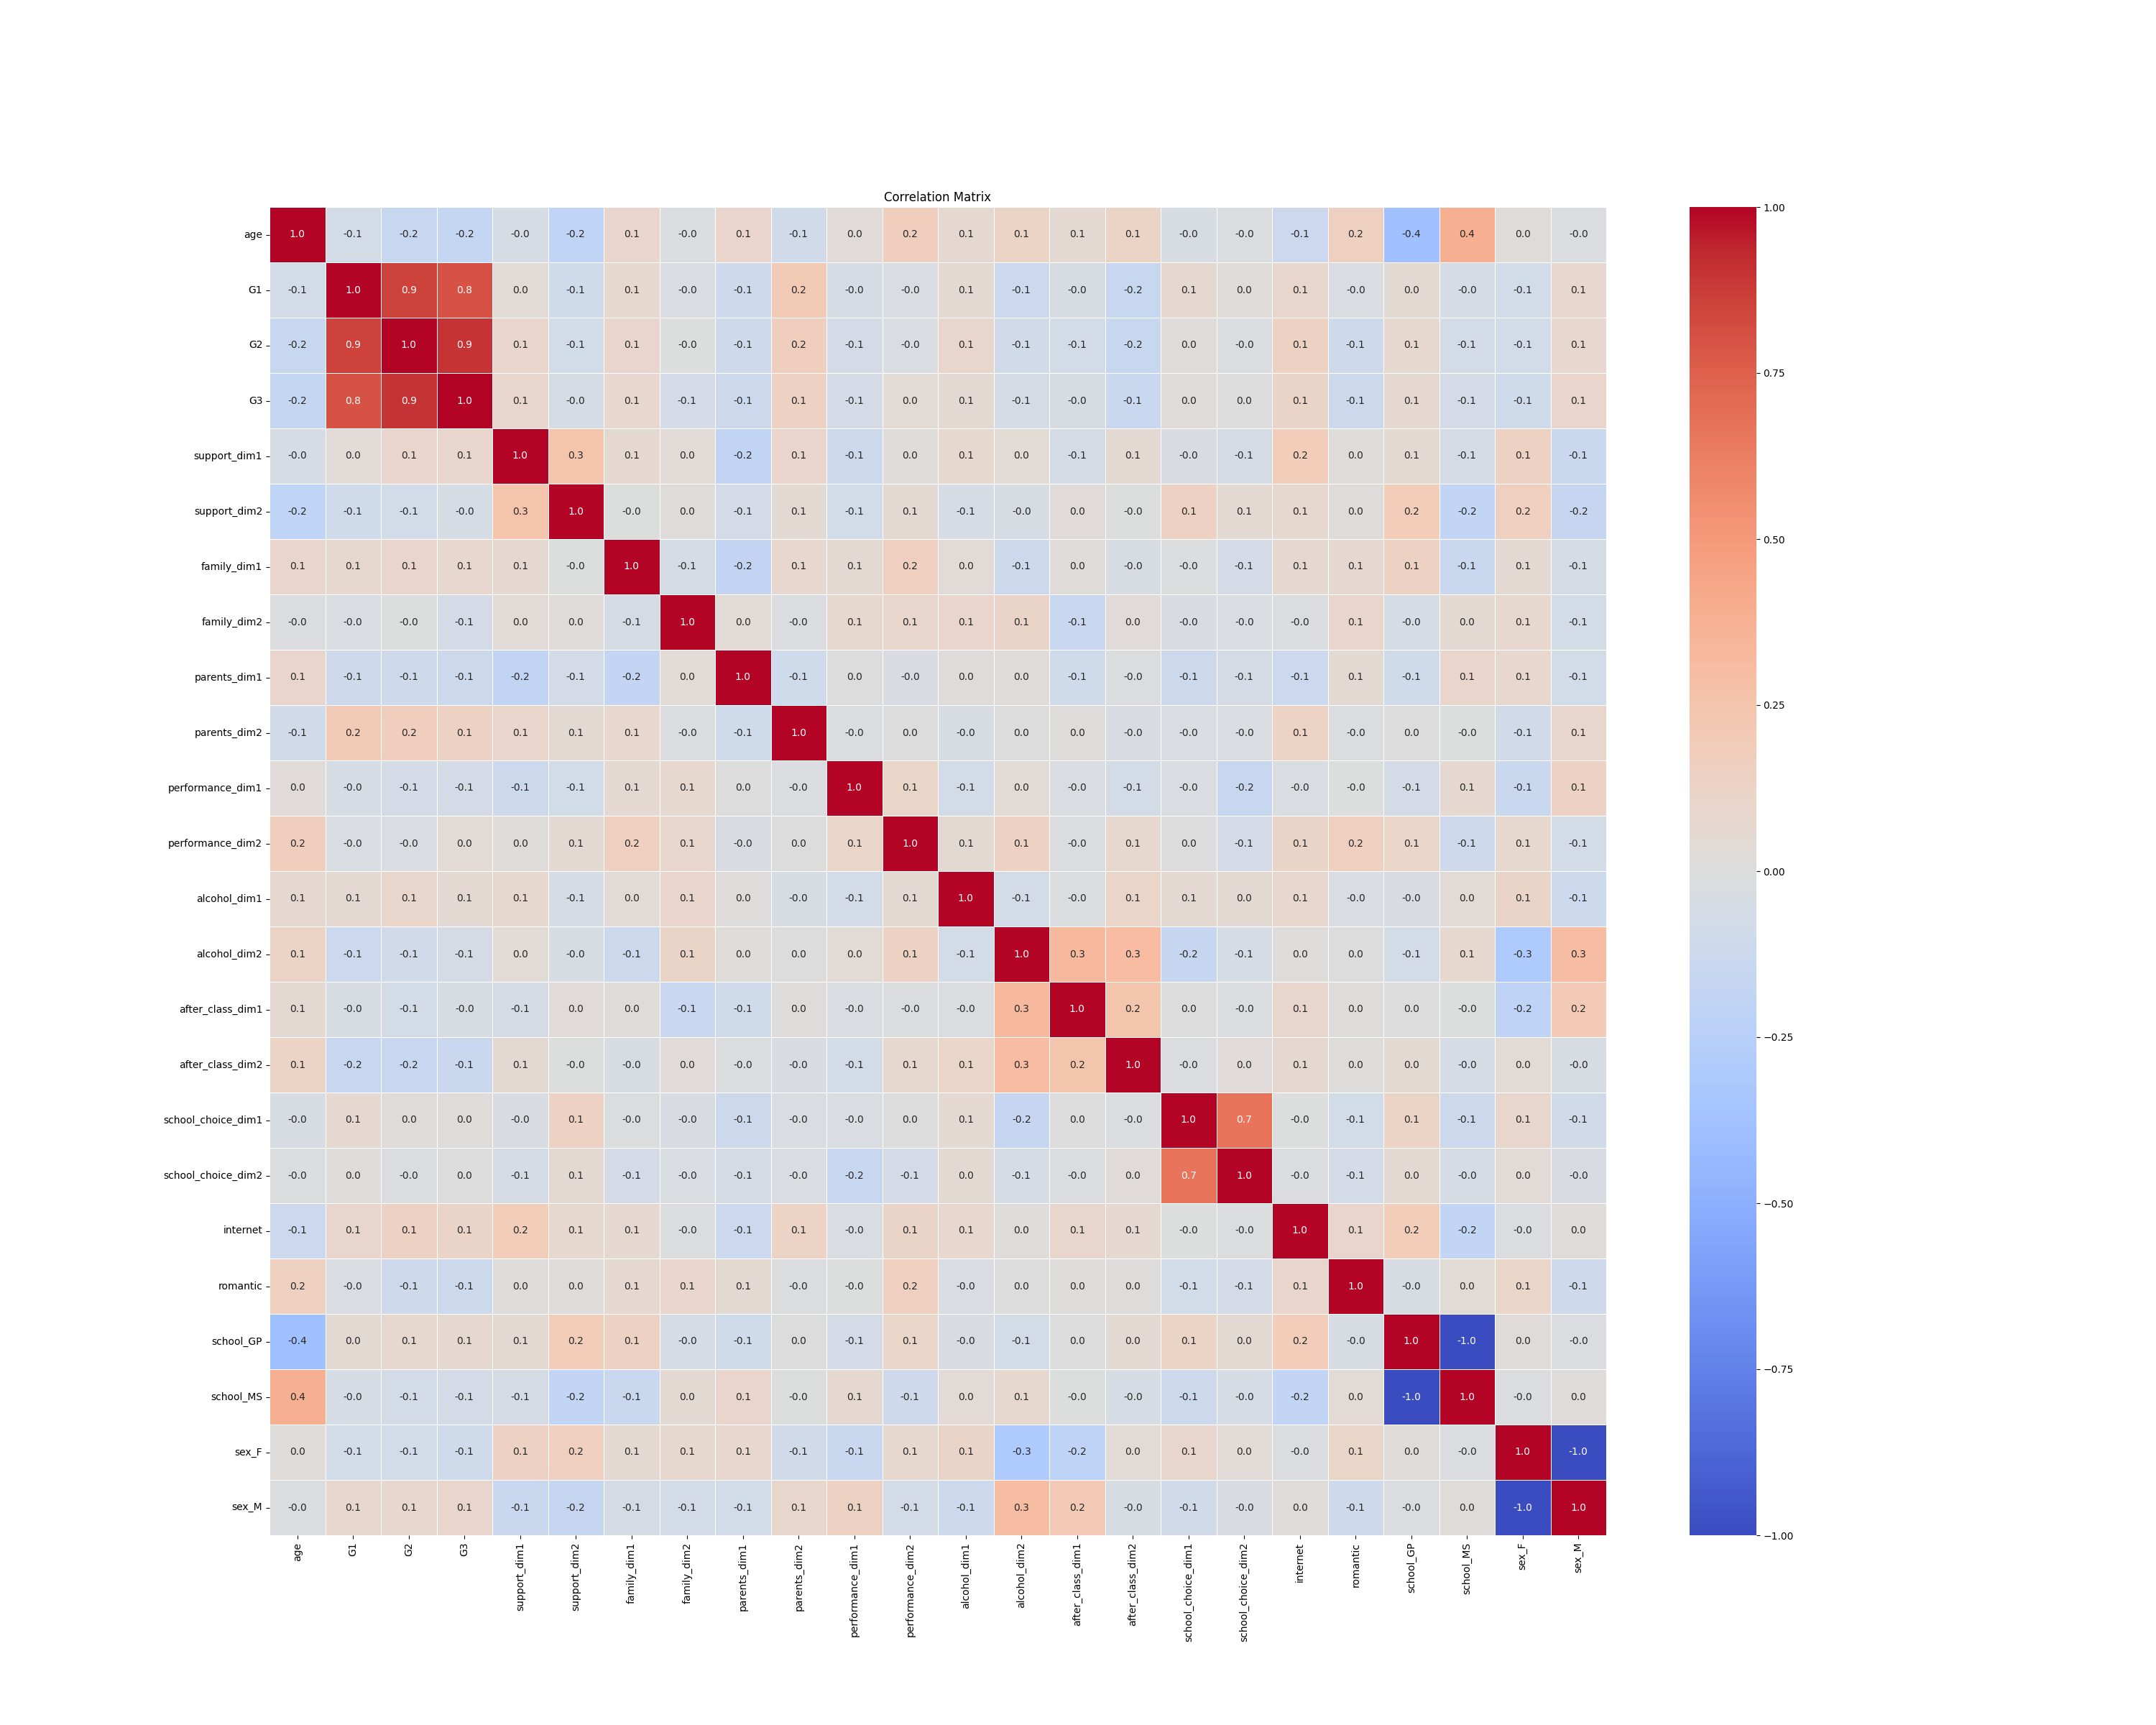 Correlation Matrix
age 1.0 -0.1 -0.2 -0.2 -0.0 -0.2 0.1 -0.0 0.1 -0.1 0.0 0.2 0.1 0.1 0.1 0.1 -0.0 -0.0 -0.1 0.2 -0.4 0.4 0.0 -0.0
G1 -0.1 1.0 0.9 0.8 0.0 -0.1 0.1 -0.0 -0.1 0.2 -0.0 -0.0 0.1 -0.1 -0.0 -0.2 0.1 0.0 0.1 -0.0 0.0 -0.0 -0.1 0.1
G2 -0.2 0.9 1.0 0.9 0.1 -0.1 0.1 -0.0 -0.1 0.2 -0.1 -0.0 0.1 -0.1 -0.1 -0.2 0.0 -0.0 0.1 -0.1 0.1 -0.1 -0.1 0.1
G3 -0.2 0.8 0.9 1.0 0.1 -0.0 0.1 -0.1 -0.1 0.1 -0.1 0.0 0.1 -0.1 -0.0 -0.1 0.0 0.0 0.1 -0.1 0.1 -0.1 -0.1 0.1
support_dim1 -0.0 0.0 0.1 0.1 1.0 0.3 0.1 0.0 -0.2 0.1 -0.1 0.0 0.1 0.0 -0.1 0.1 -0.0 -0.1 0.2 0.0 0.1 -0.1 0.1 -0.1
support_dim2 -0.2 -0.1 -0.1 -0.0 0.3 1.0 -0.0 0.0 -0.1 0.1 -0.1 0.1 -0.1 -0.0 0.0 -0.0 0.1 0.1 0.1 0.0 0.2 -0.2 0.2 -0.2
family_dim1 0.1 0.1 0.1 0.1 0.1 -0.0 1.0 -0.1 -0.2 0.1 0.1 0.2 0.0 -0.1 0.0 -0.0 -0.0 -0.1 0.1 0.1 0.1 -0.1 0.1 -0.1
family_dim2 -0.0 -0.0 -0.0 -0.1 0.0 0.0 -0.1 1.0 0.0 -0.0 0.1 0.1 0.1 0.1 -0.1 0.0 -0.0 -0.0 -0.0 0.1 -0.0 0.0 0.1 -0.1
parents_dim1 0.1 -0.1 -0.1 -0.1 -0.2 -0.1 -0.2 0.0 1.0 -0.1 0.0 -0.0 0.0 0.0 -0.1 -0.0 -0.1 -0.1 -0.1 0.1 -0.1 0.1 0.1 -0.1
parents_dim2 -0.1 0.2 0.2 0.1 0.1 0.1 0.1 -0.0 -0.1 1.0 -0.0 0.0 -0.0 0.0 0.0 -0.0 -0.0 -0.0 0.1 -0.0 0.0 -0.0 -0.1 0.1
performance_dim1 0.0 -0.0 -0.1 -0.1 -0.1 -0.1 0.1 0.1 0.0 -0.0 1.0 0.1 -0.1 0.0 -0.0 -0.1 -0.0 -0.2 -0.0 -0.0 -0.1 0.1 -0.1 0.1
performance_dim2 0.2 -0.0 -0.0 0.0 0.0 0.1 0.2 0.1 -0.0 0.0 0.1 1.0 0.1 0.1 -0.0 0.1 0.0 -0.1 0.1 0.2 0.1 -0.1 0.1 -0.1
alcohol_dim1 0.1 0.1 0.1 0.1 0.1 -0.1 0.0 0.1 0.0 -0.0 -0.1 0.1 1.0 -0.1 -0.0 0.1 0.1 0.0 0.1 -0.0 -0.0 0.0 0.1 -0.1
alcohol_dim2 0.1 -0.1 -0.1 -0.1 0.0 -0.0 -0.1 0.1 0.0 0.0 0.0 0.1 -0.1 1.0 0.3 0.3 -0.2 -0.1 0.0 0.0 -0.1 0.1 -0.3 0.3
after_class_dim1 0.1 -0.0 -0.1 -0.0 -0.1 0.0 0.0 -0.1 -0.1 0.0 -0.0 -0.0 -0.0 0.3 1.0 0.2 0.0 -0.0 0.1 0.0 0.0 -0.0 -0.2 0.2
after_class_dim2 0.1 -0.2 -0.2 -0.1 0.1 -0.0 -0.0 0.0 -0.0 -0.0 -0.1 0.1 0.1 0.3 0.2 1.0 -0.0 0.0 0.1 0.0 0.0 -0.0 0.0 -0.0
school_choice_dim1 -0.0 0.1 0.0 0.0 -0.0 0.1 -0.0 -0.0 -0.1 -0.0 -0.0 0.0 0.1 -0.2 0.0 -0.0 1.0 0.7 -0.0 -0.1 0.1 -0.1 0.1 -0.1
school_choice_dim2 -0.0 0.0 -0.0 0.0 -0.1 0.1 -0.1 -0.0 -0.1 -0.0 -0.2 -0.1 0.0 -0.1 -0.0 0.0 0.7 1.0 -0.0 -0.1 0.0 -0.0 0.0 -0.0
internet -0.1 0.1 0.1 0.1 0.2 0.1 0.1 -0.0 -0.1 0.1 -0.0 0.1 0.1 0.0 0.1 0.1 -0.0 -0.0 1.0 0.1 0.2 -0.2 -0.0 0.0
romantic 0.2 -0.0 -0.1 -0.1 0.0 0.0 0.1 0.1 0.1 -0.0 -0.0 0.2 -0.0 0.0 0.0 0.0 -0.1 -0.1 0.1 1.0 -0.0 0.0 0.1 -0.1
school_GP -0.4 0.0 0.1 0.1 0.1 0.2 0.1 -0.0 -0.1 0.0 -0.1 0.1 -0.0 -0.1 0.0 0.0 0.1 0.0 0.2 -0.0 1.0 -1.0 0.0 -0.0
school_MS 0.4 -0.0 -0.1 -0.1 -0.1 -0.2 -0.1 0.0 0.1 -0.0 0.1 -0.1 0.0 0.1 -0.0 -0.0 -0.1 -0.0 -0.2 0.0 -1.0 1.0 -0.0 0.0
sex_F 0.0 -0.1 -0.1 -0.1 0.1 0.2 0.1 0.1 0.1 -0.1 -0.1 0.1 0.1 -0.3 -0.2 0.0 0.1 0.0 -0.0 0.1 0.0 -0.0 1.0 -1.0
sex_M -0.0 0.1 0.1 0.1 -0.1 -0.2 -0.1 -0.1 -0.1 0.1 0.1 -0.1 -0.1 0.3 0.2 -0.0 -0.1 -0.0 0.0 -0.1 -0.0 0.0 -1.0 1.0
age G1 G2 G3 support_dim1 support_dim2 family_dim1 family_dim2 parents_dim1 parents_dim2 performance_dim1 performance_dim2 alcohol_dim1 alcohol_dim2 after_class_dim1 after_class_dim2 school_choice_dim1 school_choice_dim2 internet romantic school_GP school_MS sex_F sex_M
1.00
0.75
0.50
0.25
0.00
−0.25
−0.50
−0.75
−1.00